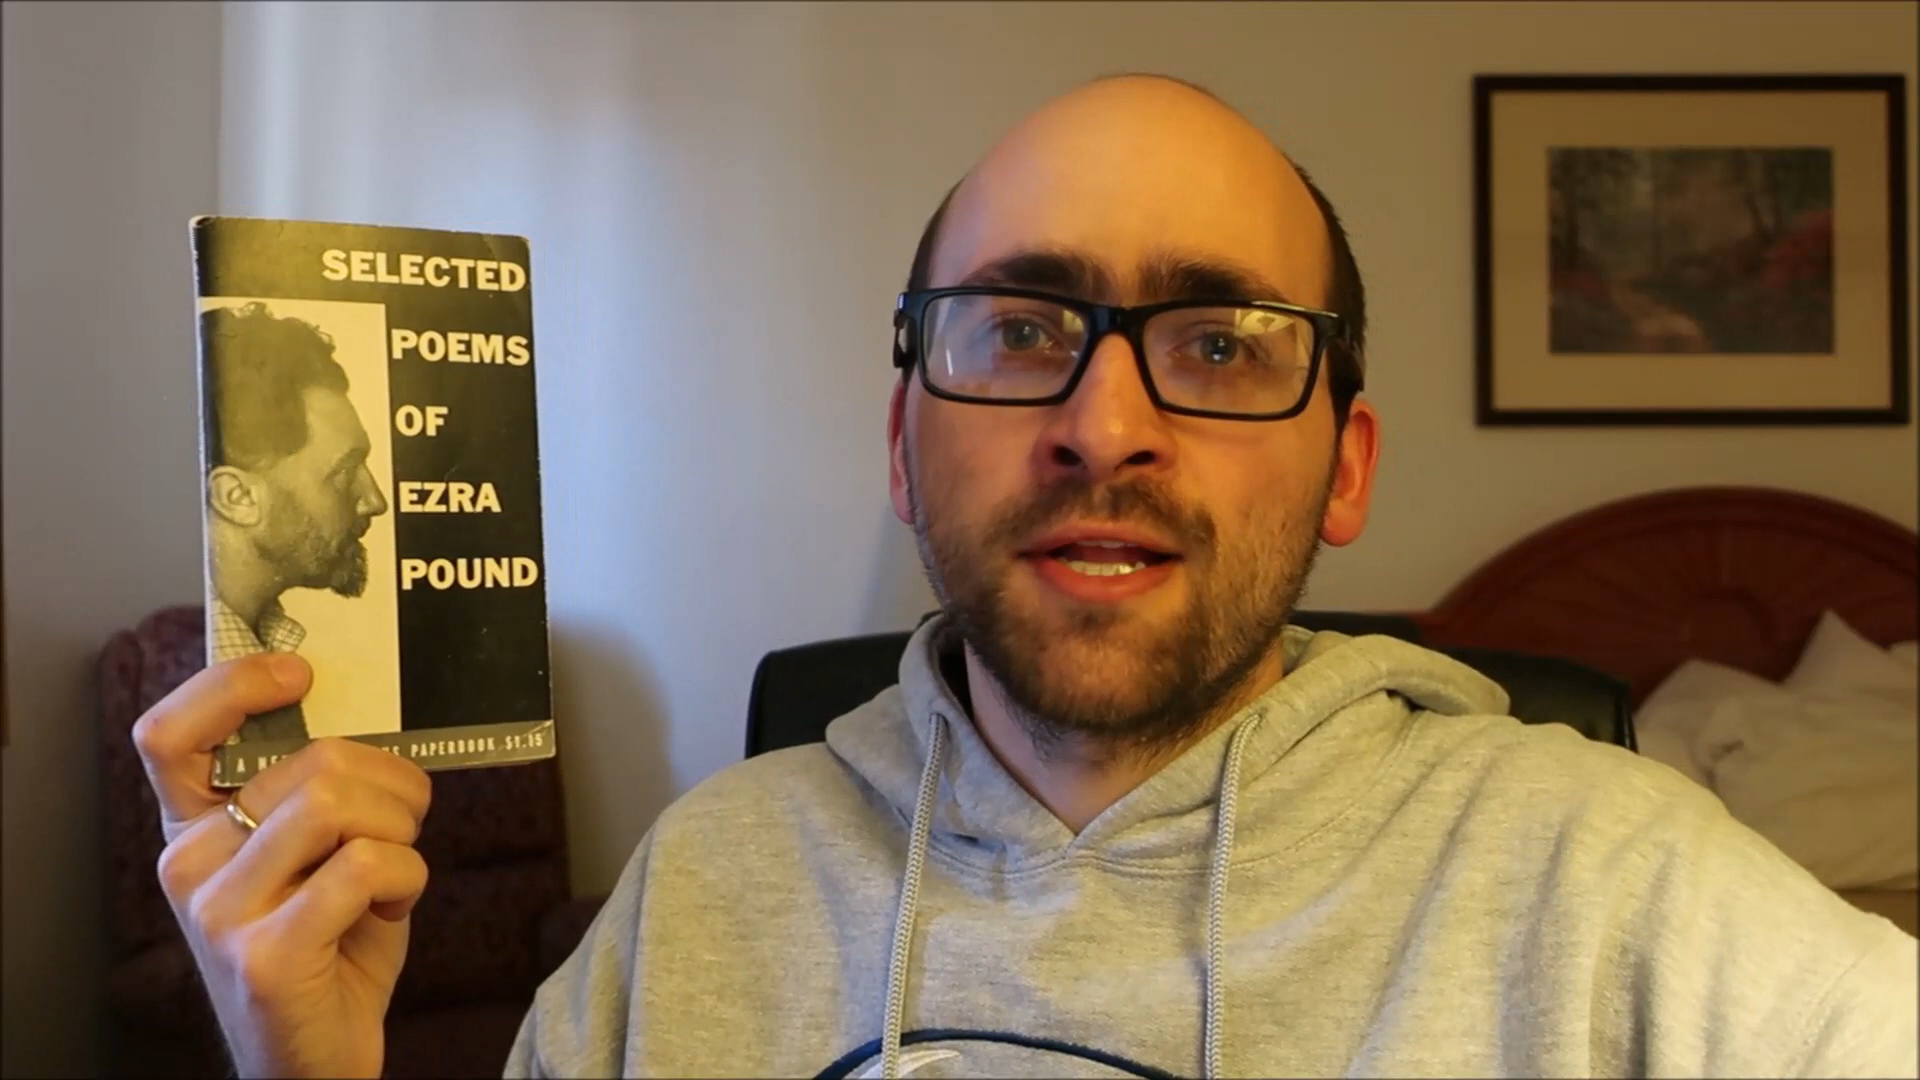 SELECTED
POEMS
OF
EZRA
POUND
A PAPERBOOK $1.15